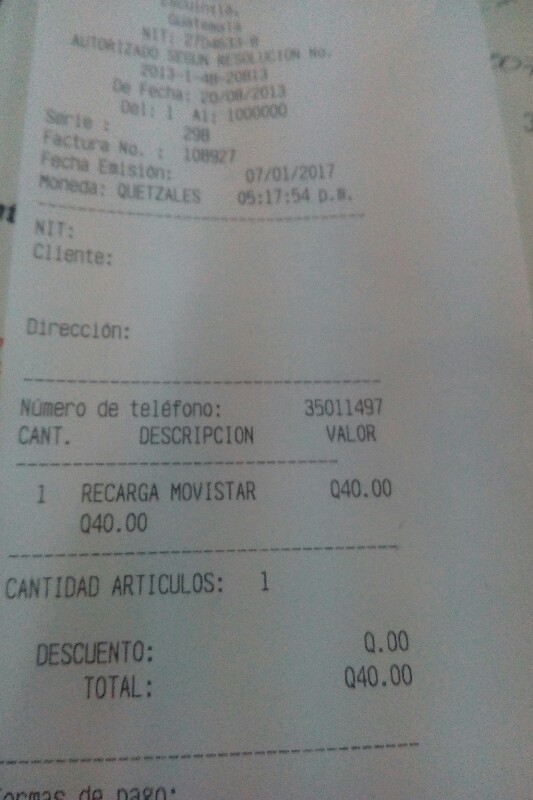 Escuintla,
Guatemala
NIT: 2704633-8
AUTORIZADO SEGUN RESOLUCION No.
2013-1-48-20813
De Fecha: 20/08/2013
Del: 1 Al: 1000000
Serie : 298
Factura No. : 108927
Fecha Emisión: 07/01/2017
Moneda: QUETZALES 05:17:54 p.m.
NIT:
Cliente:
Dirección:
Número de teléfono: 35011497
CANT. DESCRIPCION VALOR
1 RECARGA MOVISTAR Q40.00
Q40.00
CANTIDAD ARTICULOS: 1
DESCUENTO: Q.00
TOTAL: Q40.00
ormas de pago: